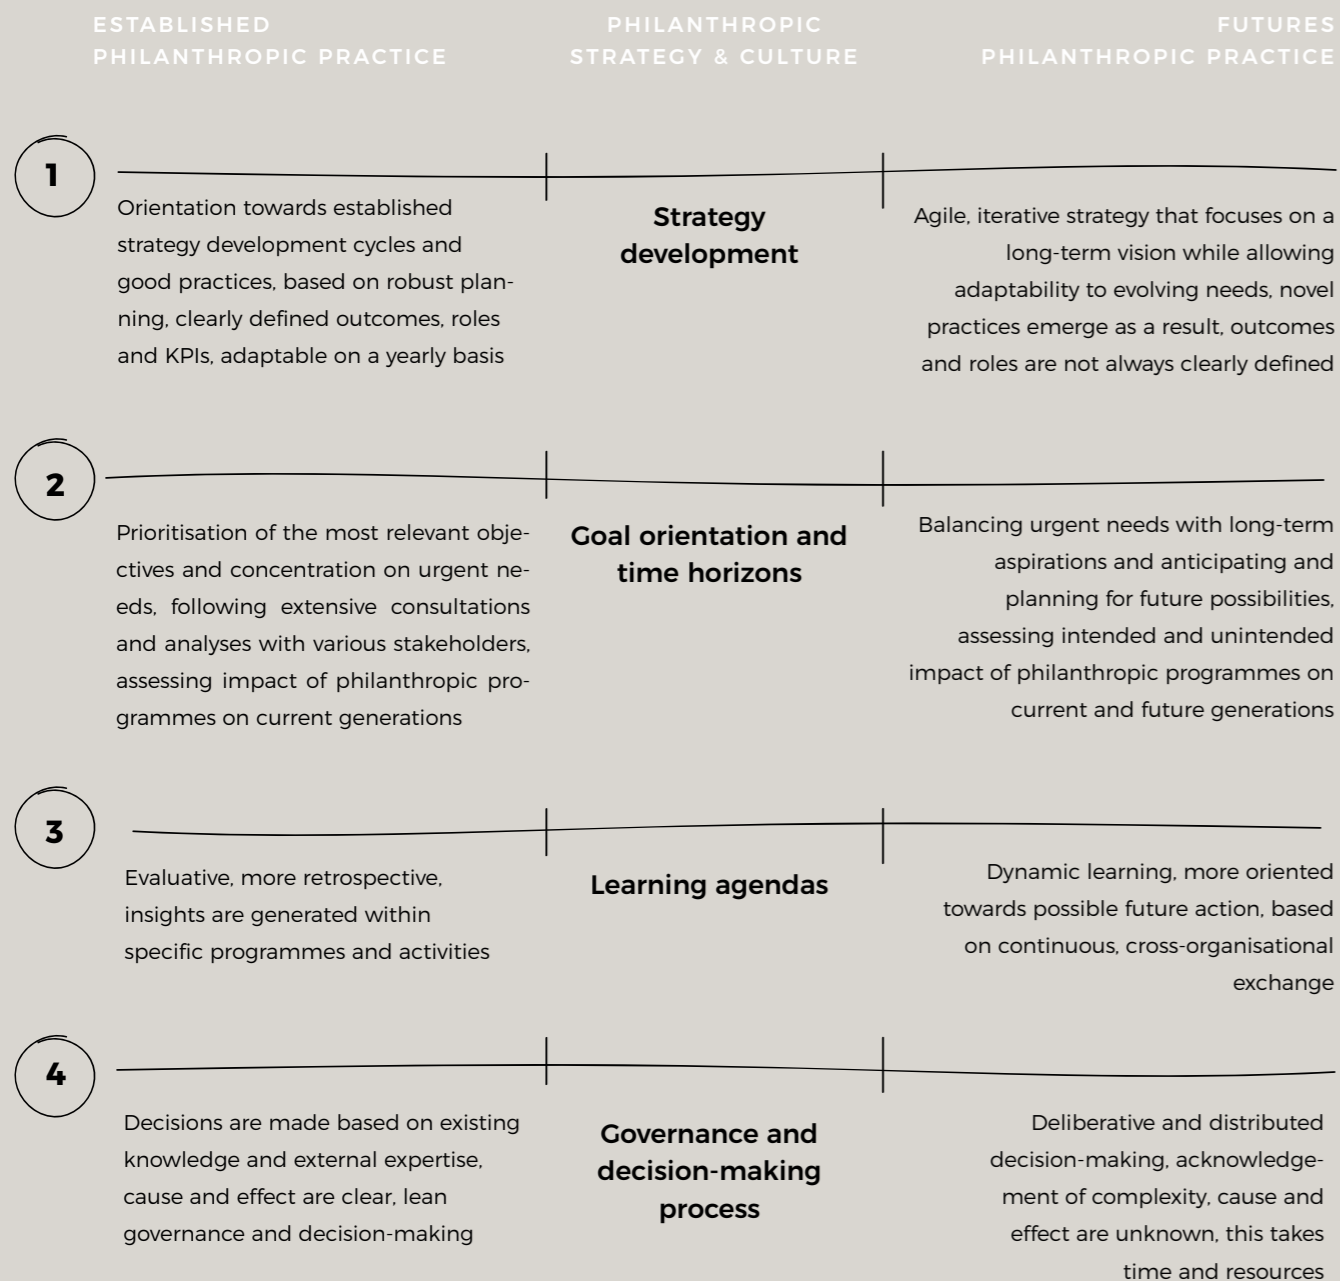 ESTABLISHED
PHILANTHROPIC PRACTICE
PHILANTHROPIC
STRATEGY & CULTURE
FUTURES
PHILANTHROPIC PRACTICE
1
Orientation towards established
strategy development cycles and
good practices, based on robust plan-
ning, clearly defined outcomes, roles
and KPIs, adaptable on a yearly basis
Strategy
development
Agile, iterative strategy that focuses on a
long-term vision while allowing
adaptability to evolving needs, novel
practices emerge as a result, outcomes
and roles are not always clearly defined
2
Prioritisation of the most relevant obje-
ctives and concentration on urgent ne-
eds, following extensive consultations
and analyses with various stakeholders,
assessing impact of philanthropic pro-
grammes on current generations
Goal orientation and
time horizons
Balancing urgent needs with long-term
aspirations and anticipating and
planning for future possibilities,
assessing intended and unintended
impact of philanthropic programmes on
current and future generations
3
Evaluative, more retrospective,
insights are generated within
specific programmes and activities
Learning agendas
Dynamic learning, more oriented
towards possible future action, based
on continuous, cross-organisational
exchange
4
Decisions are made based on existing
knowledge and external expertise,
cause and effect are clear, lean
governance and decision-making
Governance and
decision-making
process
Deliberative and distributed
decision-making, acknowledge-
ment of complexity, cause and
effect are unknown, this takes
time and resources